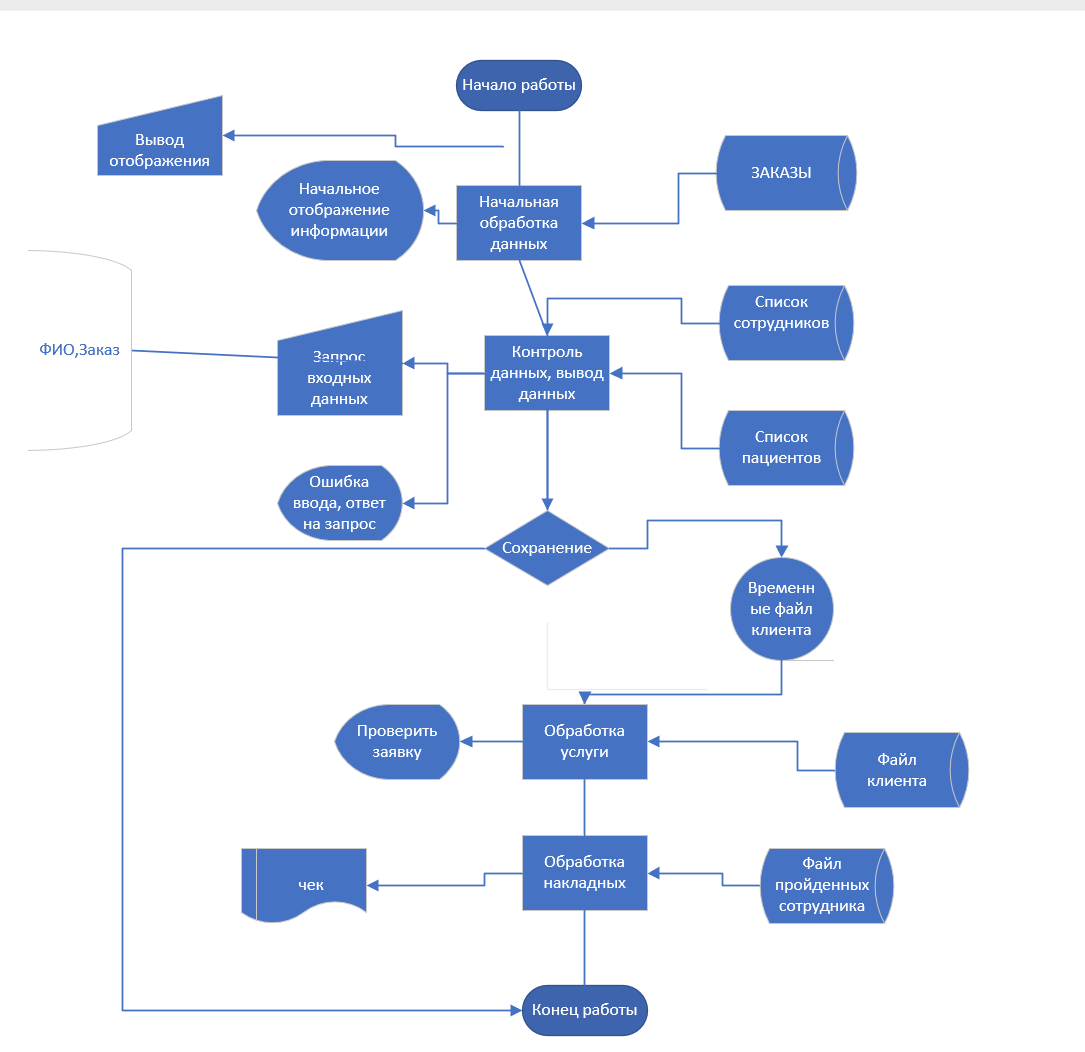 Начало работы
Вывод
отображения
ЗАКАЗЫ
Начальное
отображение
информации
Начальная
обработка
данных
Список
сотрудников
ФИО,Заказ
Запрос
входных
данных
Контроль
данных, вывод
данных
Список
пациентов
Ошибка
ввода, ответ
на запрос
Сохранение
Временн
ые файл
клиента
Проверить
заявку
Обработка
услуги
Файл
клиента
чек
Обработка
накладных
Файл
пройденных
сотрудника
Конец работы